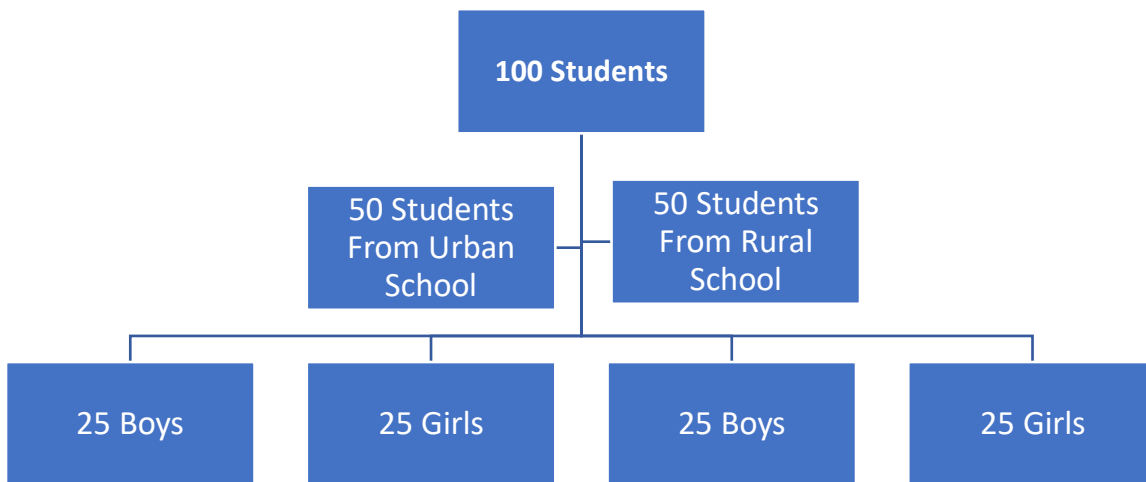 100 Students
50 Students
From Urban
School
50 Students
From Rural
School
25 Boys
25 Girls
25 Boys
25 Girls